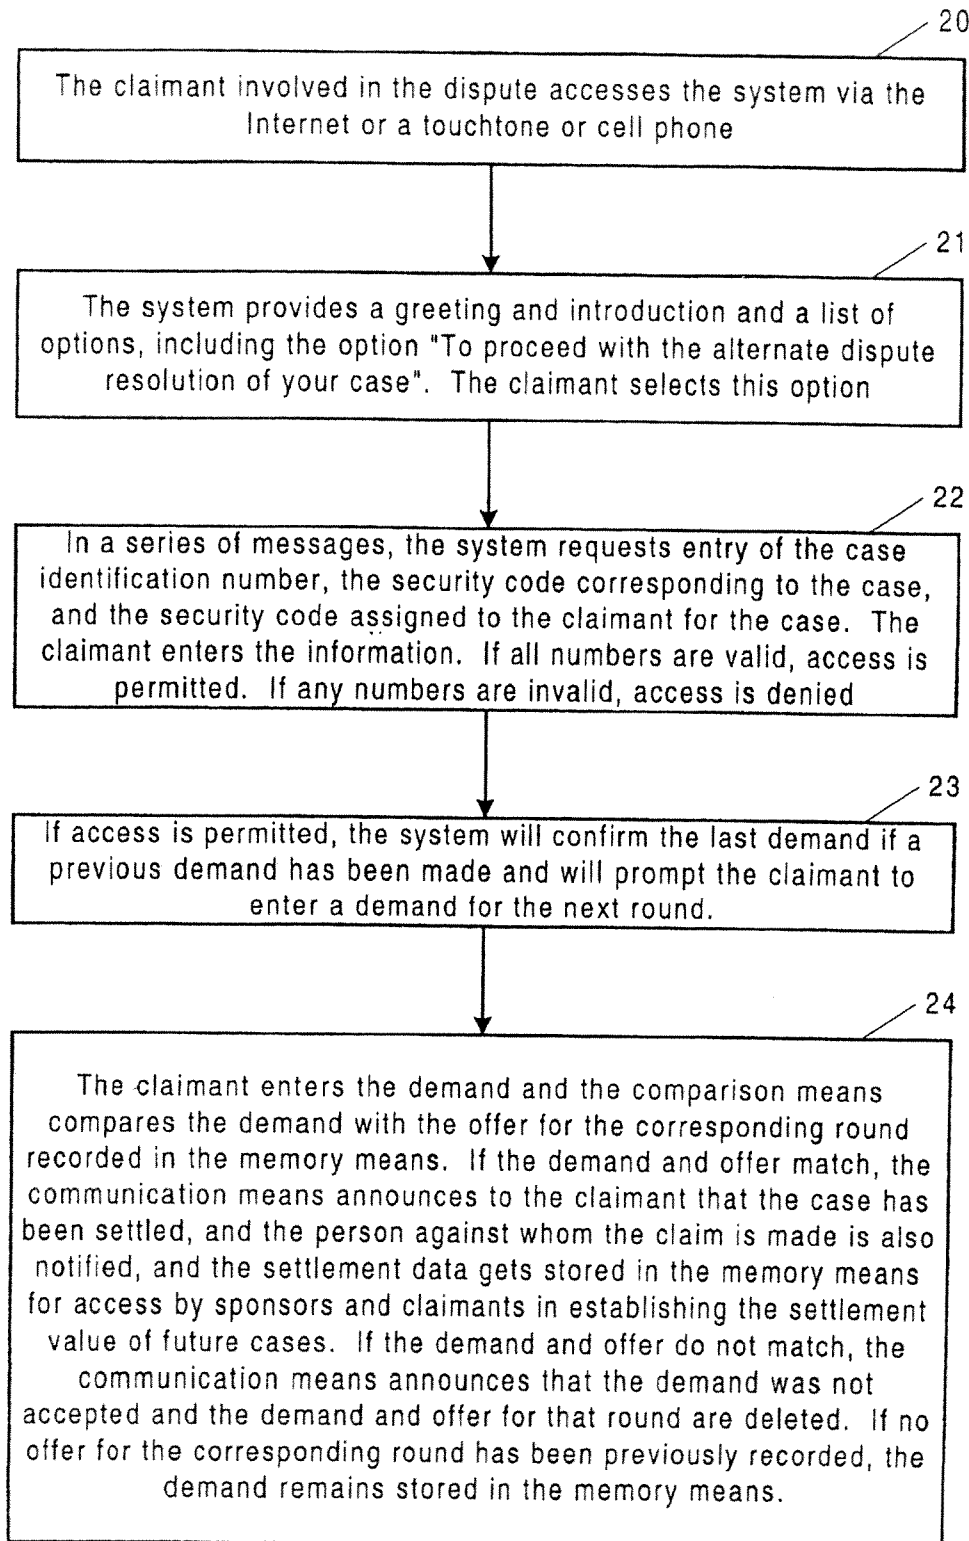 20
The claimant involved in the dispute accesses the system via the
Internet or a touchtone or cell phone
21
The system provides a greeting and introduction and a list of
options, including the option "To proceed with the alternate dispute
resolution of your case". The claimant selects this option
22
In a series of messages, the system requests entry of the case
identification number, the security code corresponding to the case,
and the security code assigned to the claimant for the case. The
claimant enters the information. If all numbers are valid, access is
permitted. If any numbers are invalid, access is denied
23
If access is permitted, the system will confirm the last demand if a
previous demand has been made and will prompt the claimant to
enter a demand for the next round.
24
The claimant enters the demand and the comparison means
compares the demand with the offer for the corresponding round
recorded in the memory means. If the demand and offer match, the
communication means announces to the claimant that the case has
been settled, and the person against whom the claim is made is also
notified, and the settlement data gets stored in the memory means
for access by sponsors and claimants in establishing the settlement
value of future cases. If the demand and offer do not match, the
communication means announces that the demand was not
accepted and the demand and offer for that round are deleted. If no
offer for the corresponding round has been previously recorded, the
demand remains stored in the memory means.